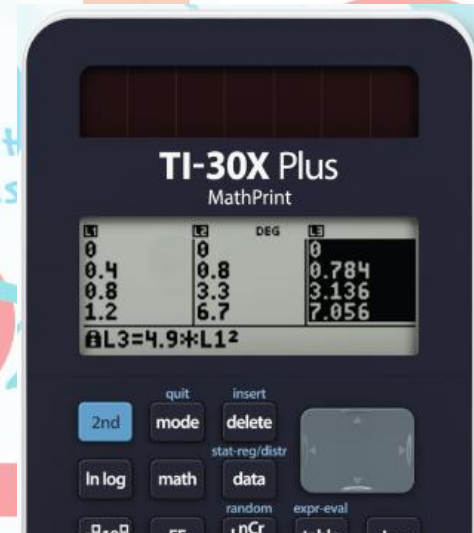 TI-30X Plus
MathPrint
L1 L2 DEG L3
0 0 0
0.4 0.8 0.784
0.8 3.3 3.136
1.2 6.7 7.056
L3=4.9*L1²
quit insert
2nd mode delete
stat-reg/distr
ln log math data
random expr-eval
nCr